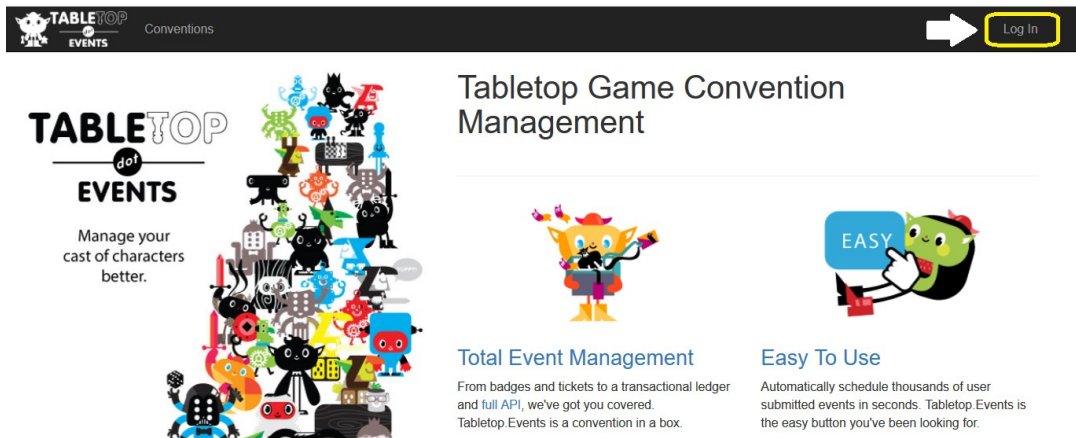 TABLETOP
dot
EVENTS
Conventions
Log In
TABLETOP
dot
EVENTS
Manage your
cast of characters
better.
Tabletop Game Convention
Management
EASY
Total Event Management
From badges and tickets to a transactional ledger
and full API, we've got you covered.
Tabletop.Events is a convention in a box.
Easy To Use
Automatically schedule thousands of user
submitted events in seconds. Tabletop.Events is
the easy button you've been looking for.